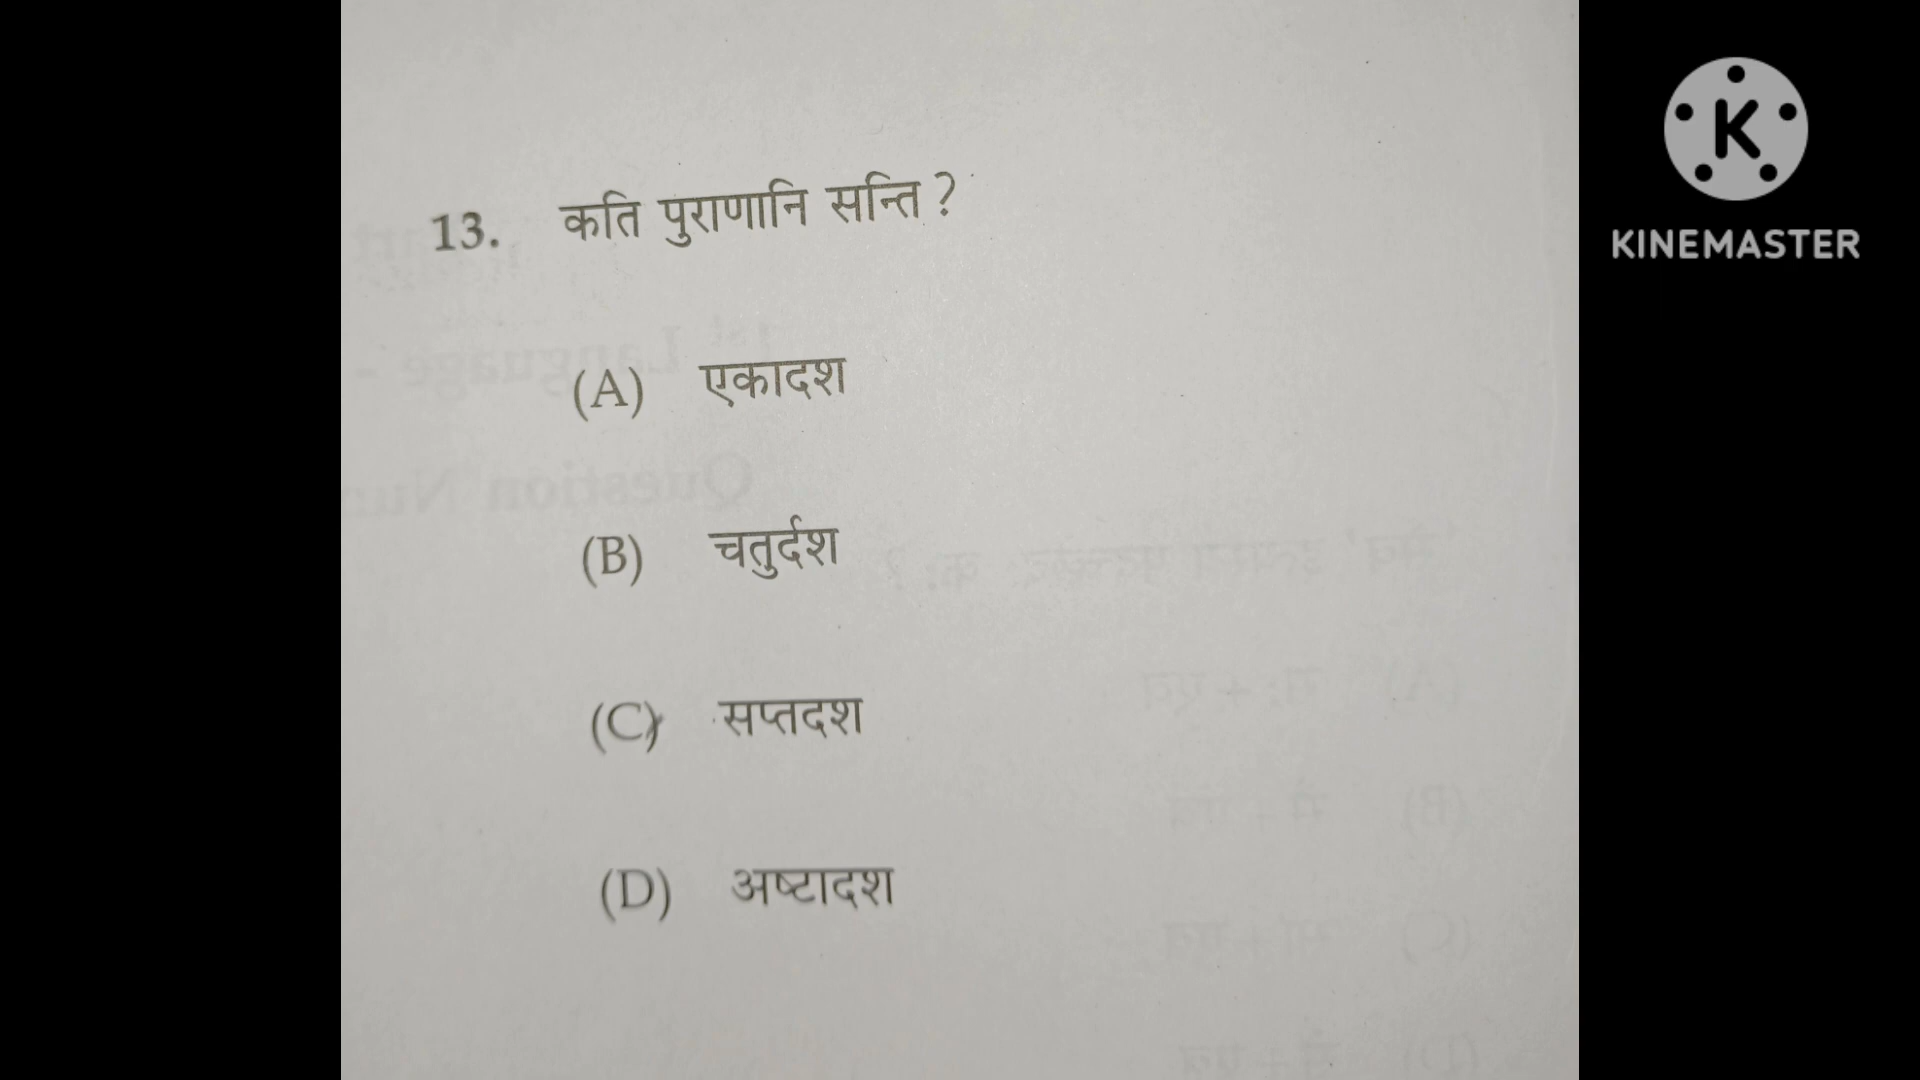 13. कति पुराणानि सन्ति ?
(A) एकादश
(B) चतुर्दश
(C) सप्तदश
(D) अष्टादश
K
KINEMASTER